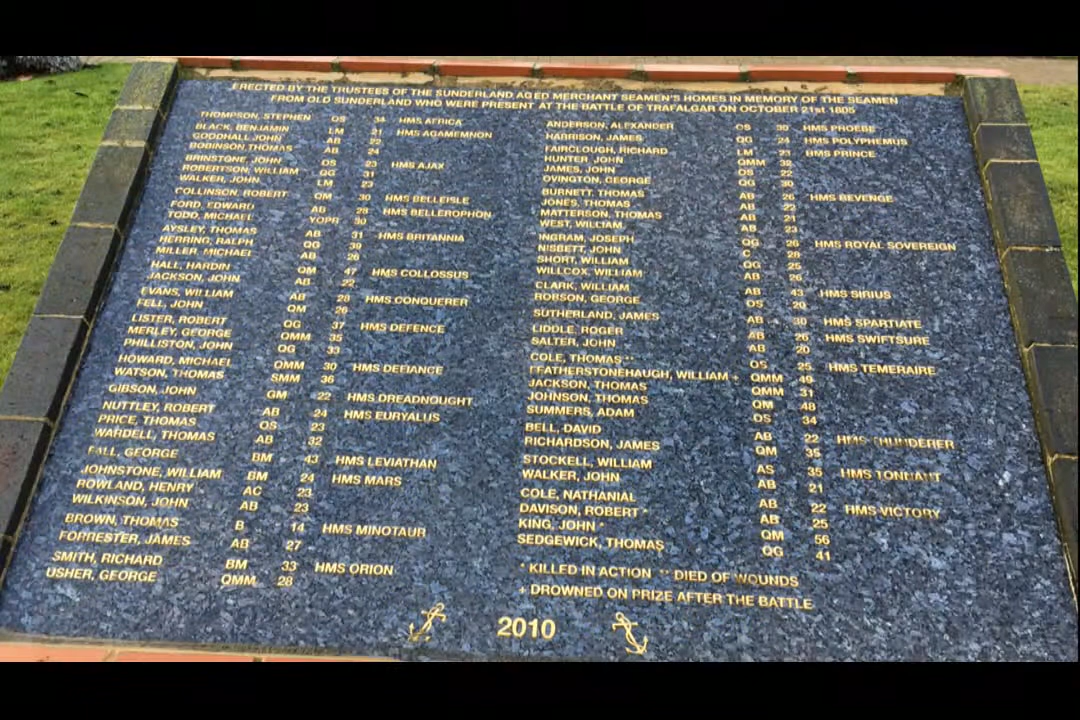 ERECTED BY THE TRUSTEES OF THE SUNDERLAND AGED MERCHANT SEAMEN'S HOMES IN MEMORY OF THE SEAMEN
FROM OLD SUNDERLAND WHO WERE PRESENT AT THE BATTLE OF TRAFALGAR ON OCTOBER 21st 1805
THOMPSON, STEPHEN OS 34 HMS AFRICA
BLACK, BENJAMIN LM 21 HMS AGAMEMNON
GODDHALL JOHN AB 22
ROBINSON, THOMAS AB 24
BRINSTONE, JOHN OS 23 HMS AJAX
ROBERTSON, WILLIAM QG 31
WALKER, JOHN LM 23
COLLINSON, ROBERT QM 30 HMS BELLEISLE
FORD, EDWARD AB 28 HMS BELLEROPHON
TODD, MICHAEL YOPR 30
AYSLEY, THOMAS AB 31 HMS BRITANNIA
HERRING, RALPH QG 39
MILLER, MICHAEL AB 26
HALL, HARDIN QM 47 HMS COLLOSSUS
JACKSON, JOHN AB 22
EVANS, WILLIAM AB 28 HMS CONQUERER
FELL, JOHN QM 26
LISTER, ROBERT QG 37 HMS DEFENCE
MERLEY, GEORGE QMM 35
PHILLISTON, JOHN QG 33
HOWARD, MICHAEL QMM 30 HMS DEFIANCE
WATSON, THOMAS SMM 36
GIBSON, JOHN GM 22 HMS DREADNOUGHT
NUTTLEY, ROBERT AB 24 HMS EURYALUS
PRICE, THOMAS OS 23
WARDELL, THOMAS AB 32
FALL, GEORGE BM 43 HMS LEVIATHAN
JOHNSTONE, WILLIAM BM 24 HMS MARS
ROWLAND, HENRY AC 23
WILKINSON, JOHN AB 23
BROWN, THOMAS B 14 HMS MINOTAUR
FORRESTER, JAMES AB 27
SMITH, RICHARD BM 33 HMS ORION
USHER, GEORGE QMM 28
ANDERSON, ALEXANDER OS 30 HMS PHOEBE
HARRISON, JAMES QG 24 HMS POLYPHEMUS
FAIRCLOUGH, RICHARD LM 23 HMS PRINCE
HUNTER, JOHN QMM 32
JAMES, JOHN OS 22
OVINGTON, GEORGE QG 30
BURNETT, THOMAS AB 26 HMS REVENGE
JONES, THOMAS AB 22
MATTERSON, THOMAS AB 21
WEST, WILLIAM AB 23
INGRAM, JOSEPH QG 26 HMS ROYAL SOVEREIGN
NISBETT, JOHN C 28
SHORT, WILLIAM QG 25
WILLCOX, WILLIAM AB 26
CLARK, WILLIAM AB 43 HMS SIRIUS
ROBSON, GEORGE OS 20
SUTHERLAND, JAMES AB 30 HMS SPARTIATE
LIDDLE, ROGER AB 26 HMS SWIFTSURE
SALTER, JOHN AB 20
COLE, THOMAS ** OS 25 HMS TEMERAIRE
FFATHERSTONEHAUGH, WILLIAM + QMM 49
JACKSON, THOMAS QMM 31
JOHNSON, THOMAS QM 48
SUMMERS, ADAM OS 34
BELL, DAVID AB 22 HMS THUNDERER
RICHARDSON, JAMES QM 35
STOCKELL, WILLIAM AS 35 HMS TONNANT
WALKER, JOHN AB 21
COLE, NATHANIAL AB 22 HMS VICTORY
DAVISON, ROBERT * AB 25
KING, JOHN * QM 56
SEDGEWICK, THOMAS QG 41
* KILLED IN ACTION ** DIED OF WOUNDS
+ DROWNED ON PRIZE AFTER THE BATTLE
2010